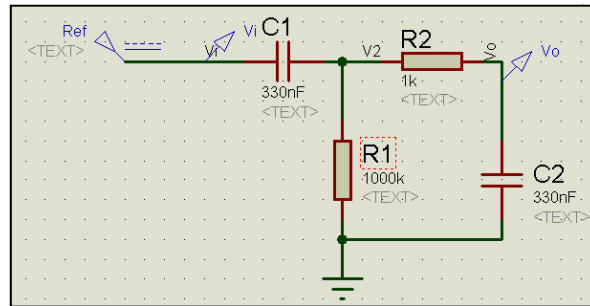 Ref
<TEXT>
Vi
Vi
C1
330nF
<TEXT>
V2
R2
1k
<TEXT>
Vo
Vo
R1
1000k
<TEXT>
C2
330nF
<TEXT>